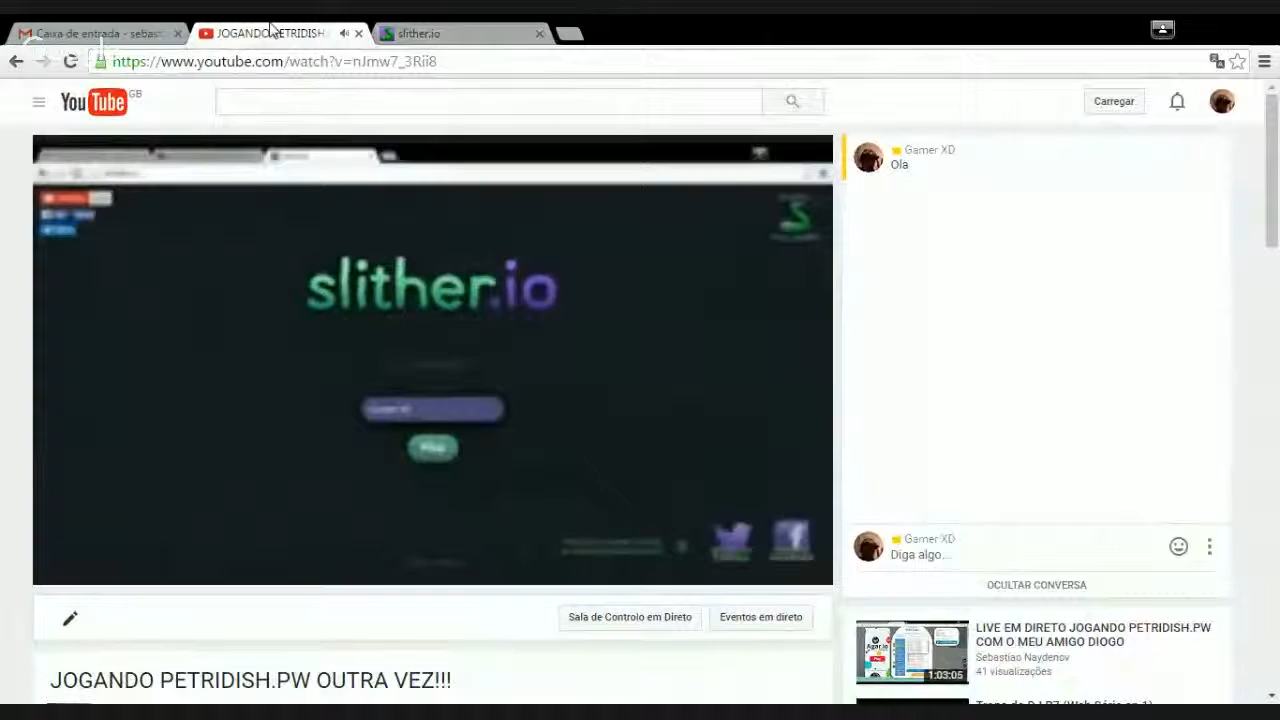 Caixa de entrada - sebas
JOGANDO PETRIDISH
slither.io
https://www.youtube.com/watch?v=nJmw7_3Rii8
YouTube GB
Carregar
slither.io
Play
Gamer XD
Ola
Gamer XD
Diga algo...
OCULTAR CONVERSA
Sala de Controlo em Direto
Eventos em direto
JOGANDO PETRIDISH.PW OUTRA VEZ!!!
LIVE EM DIRETO JOGANDO PETRIDISH.PW
COM O MEU AMIGO DIOGO
Sebastiao Naydenov
41 visualizações
1:03:05